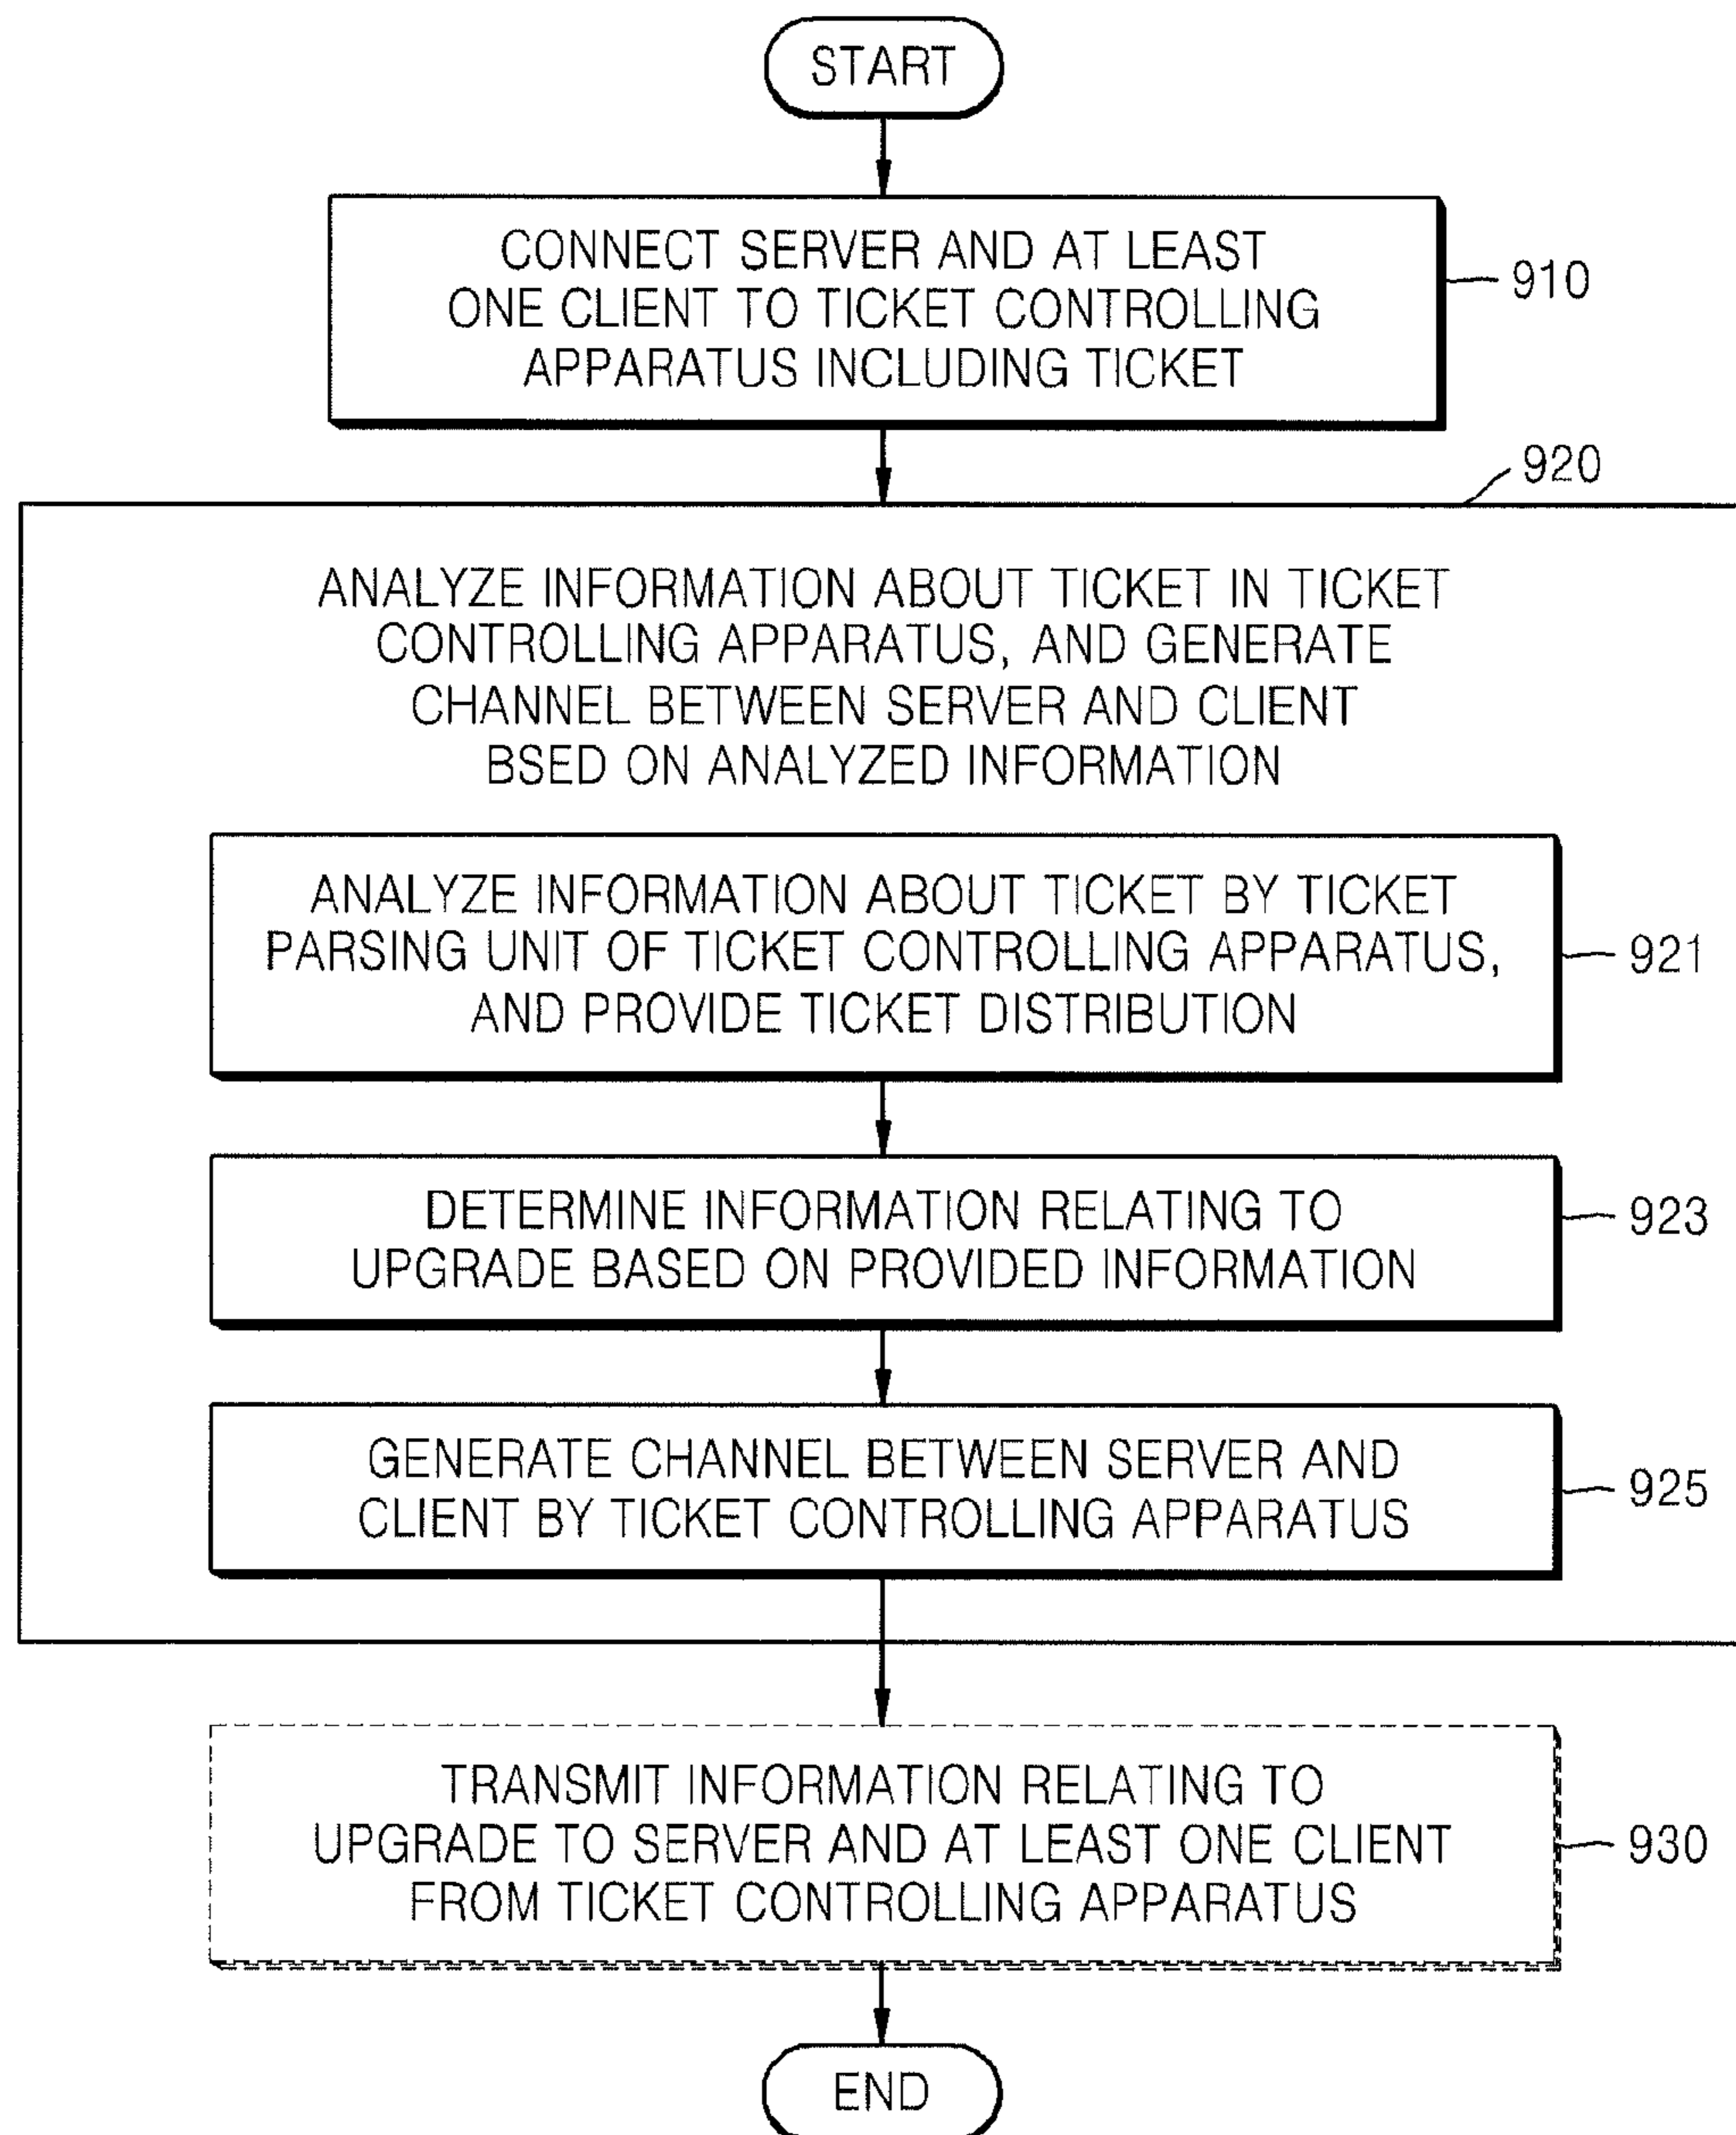 START
CONNECT SERVER AND AT LEAST
ONE CLIENT TO TICKET CONTROLLING
APPARATUS INCLUDING TICKET
910
920
ANALYZE INFORMATION ABOUT TICKET IN TICKET
CONTROLLING APPARATUS, AND GENERATE
CHANNEL BETWEEN SERVER AND CLIENT
BSED ON ANALYZED INFORMATION
ANALYZE INFORMATION ABOUT TICKET BY TICKET
PARSING UNIT OF TICKET CONTROLLING APPARATUS,
AND PROVIDE TICKET DISTRIBUTION
921
DETERMINE INFORMATION RELATING TO
UPGRADE BASED ON PROVIDED INFORMATION
923
GENERATE CHANNEL BETWEEN SERVER AND
CLIENT BY TICKET CONTROLLING APPARATUS
925
TRANSMIT INFORMATION RELATING TO
UPGRADE TO SERVER AND AT LEAST ONE CLIENT
FROM TICKET CONTROLLING APPARATUS
930
END